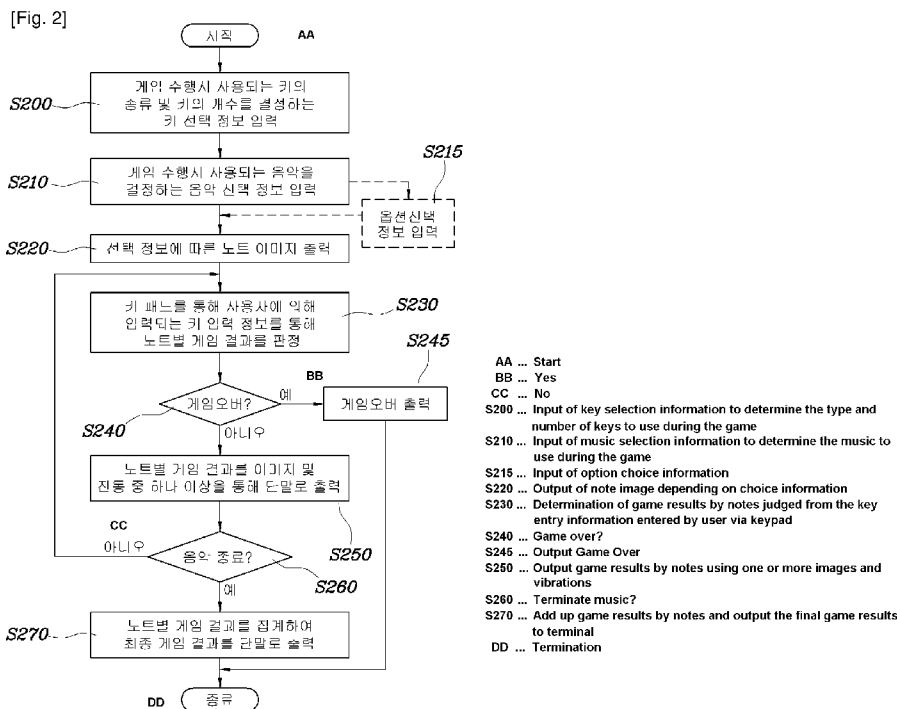 [Fig. 2]
시작
AA
S200
게임 수행시 사용되는 키의
종류 및 키의 개수를 결정하는
키 선택 정보 입력
S210
게임 수행시 사용되는 음악을
결정하는 음악 선택 정보 입력
S215
옵션선택
정보 입력
S220
선택 정보에 따른 노트 이미지 출력
S230
키 패드를 통해 사용자에 의해
입력되는 키 입력 정보를 통해
노트별 게임 결과를 판정
S240
게임오버?
BB
예
S245
게임오버 출력
아니오
노트별 게임 결과를 이미지 및
진동 중 하나 이상을 통해 단말로 출력
S250
CC
아니오
음악 종료?
S260
예
S270
노트별 게임 결과를 집계하여
최종 게임 결과를 단말로 출력
DD
종료
AA ... Start
BB ... Yes
CC ... No
S200 ... Input of key selection information to determine the type and
number of keys to use during the game
S210 ... Input of music selection information to determine the music to
use during the game
S215 ... Input of option choice information
S220 ... Output of note image depending on choice information
S230 ... Determination of game results by notes judged from the key
entry information entered by user via keypad
S240 ... Game over?
S245 ... Output Game Over
S250 ... Output game results by notes using one or more images and
vibrations
S260 ... Terminate music?
S270 ... Add up game results by notes and output the final game results
to terminal
DD ... Termination